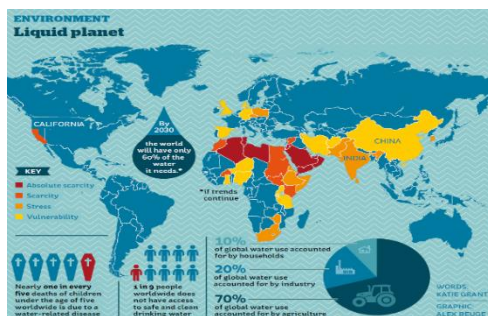 ENVIRONMENT
Liquid planet
CALIFORNIA
By
2030
the world
will have only
60% of the
water
it needs.*
CHINA
INDIA
KEY
Absolute scarcity
Scarcity
Stress
Vulnerability
*if trends
continue
Nearly one in every
five deaths of children
under the age of five
worldwide is due to a
water-related disease
1 in 9 people
worldwide does
not have access
to safe and clean
drinking water
10%
of global water use accounted
for by households
20%
of global water use
accounted for by industry
70%
of global water use
accounted for by agriculture
WORDS:
KATIE GRANT
GRAPHIC:
ALEX REUGE